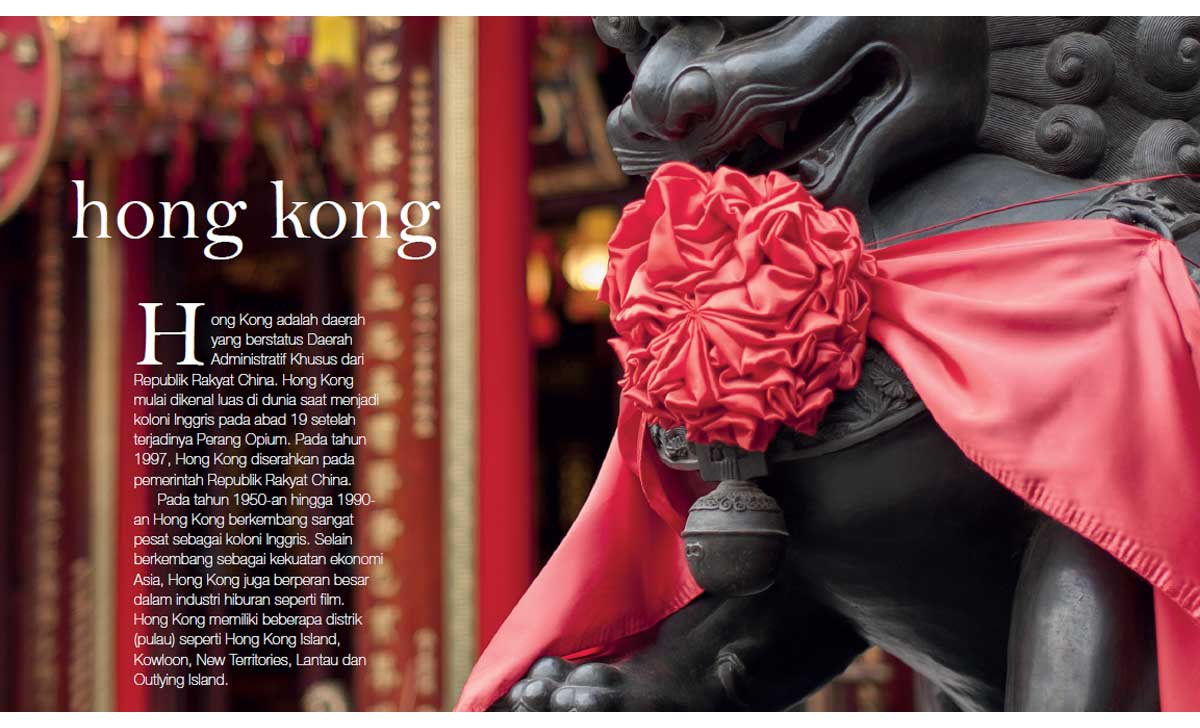 hong kong
Hong Kong adalah daerah
yang berstatus Daerah
Administratif Khusus dari
Republik Rakyat China. Hong Kong
mulai dikenal luas di dunia saat menjadi
koloni Inggris pada abad 19 setelah
terjadinya Perang Opium. Pada tahun
1997, Hong Kong diserahkan pada
pemerintah Republik Rakyat China.
Pada tahun 1950-an hingga 1990-
an Hong Kong berkembang sangat
pesat sebagai koloni Inggris. Selain
berkembang sebagai kekuatan ekonomi
Asia, Hong Kong juga berperan besar
dalam industri hiburan seperti film.
Hong Kong memiliki beberapa distrik
(pulau) seperti Hong Kong Island,
Kowloon, New Territories, Lantau dan
Outlying Island.